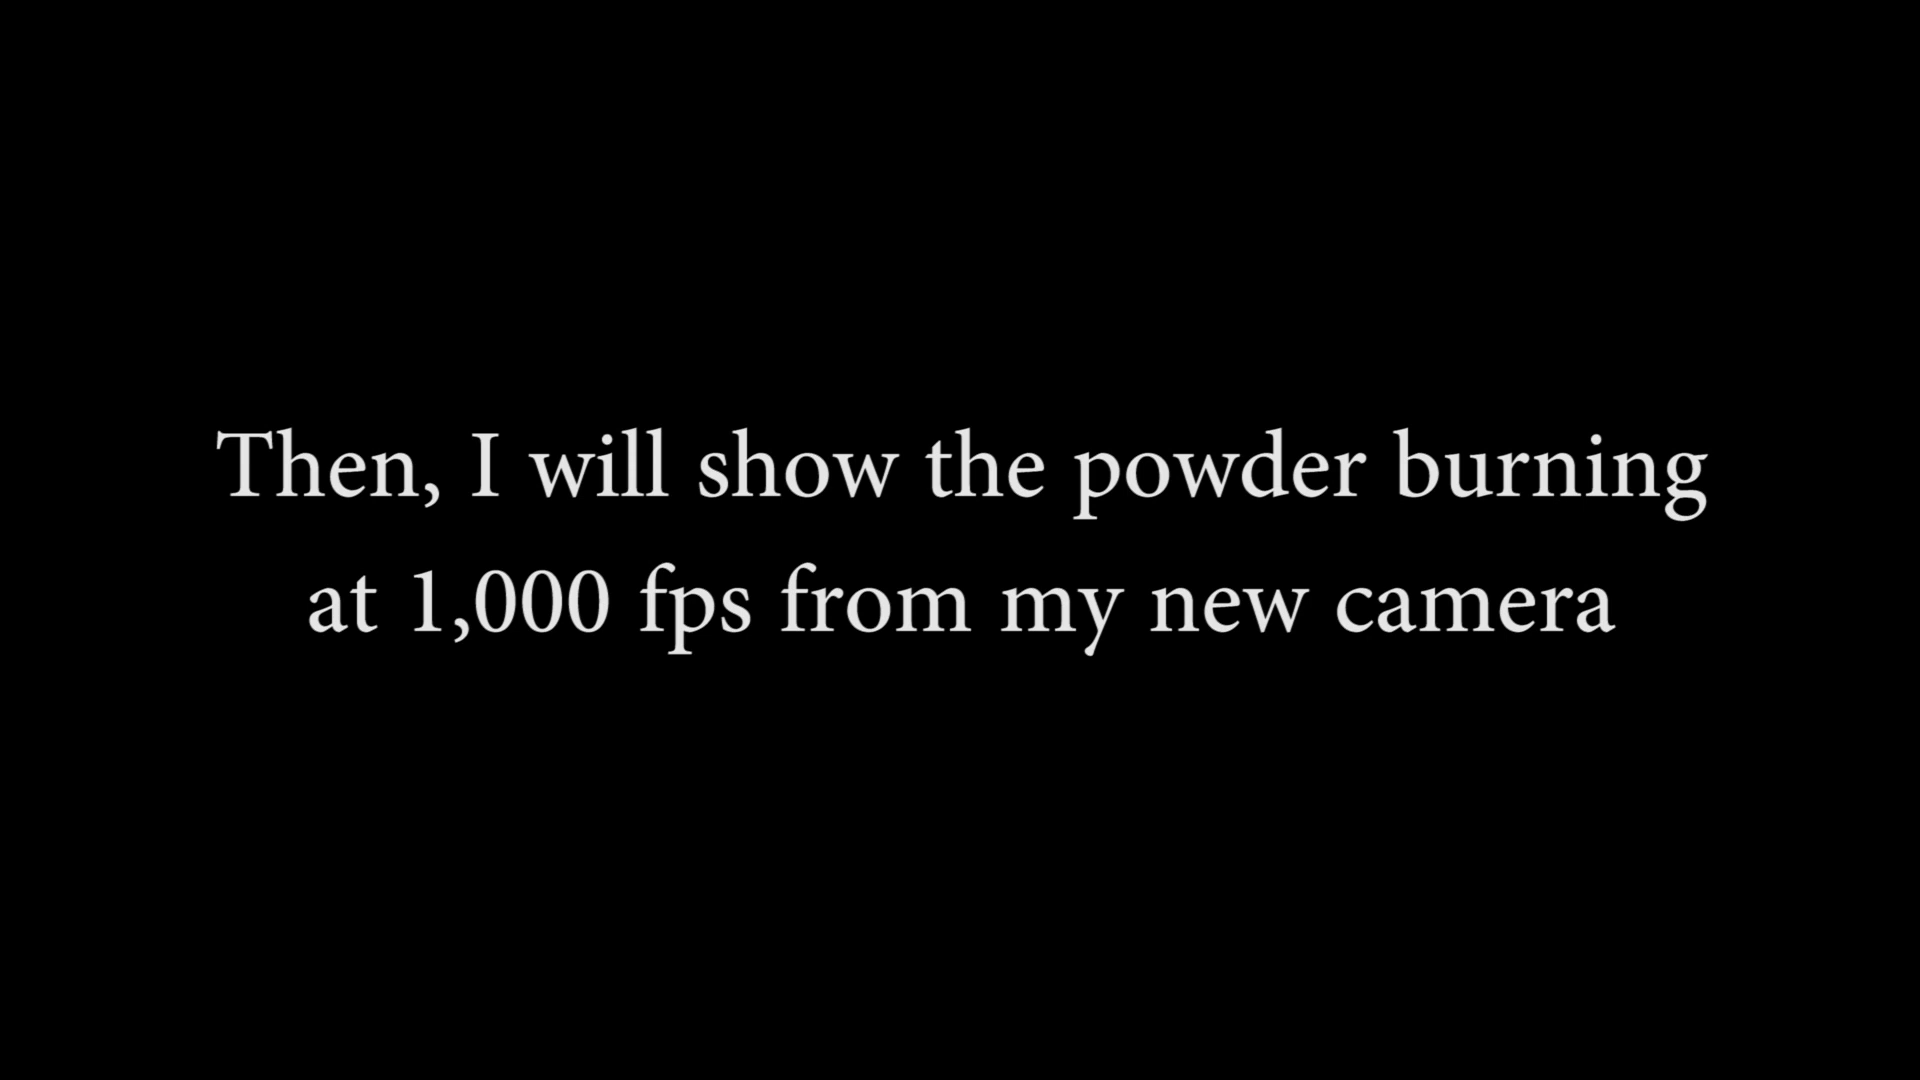 Then, I will show the powder burning
at 1,000 fps from my new camera